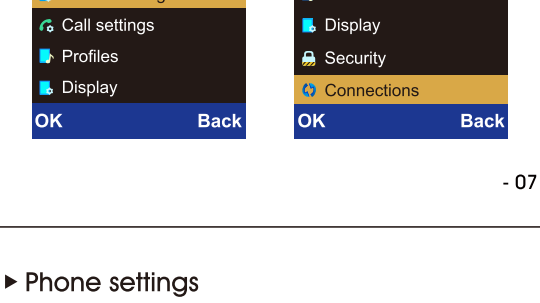 Call settings
Profiles
Display
OK Back
Display
Security
Connections
OK Back
- 07
Phone settings